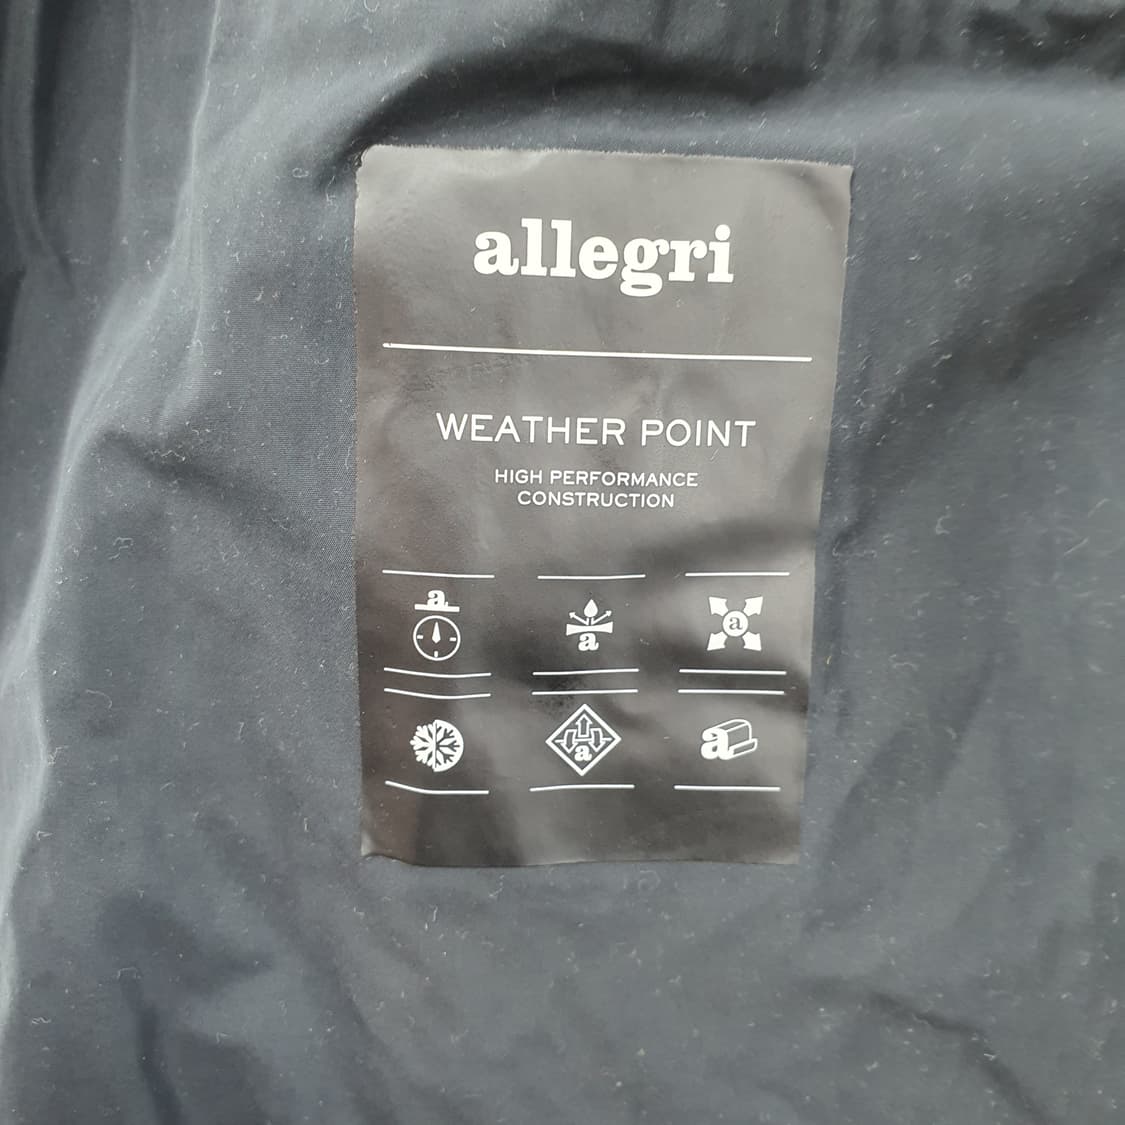 allegri
WEATHER POINT
HIGH PERFORMANCE
CONSTRUCTION
a
a
a
a
a